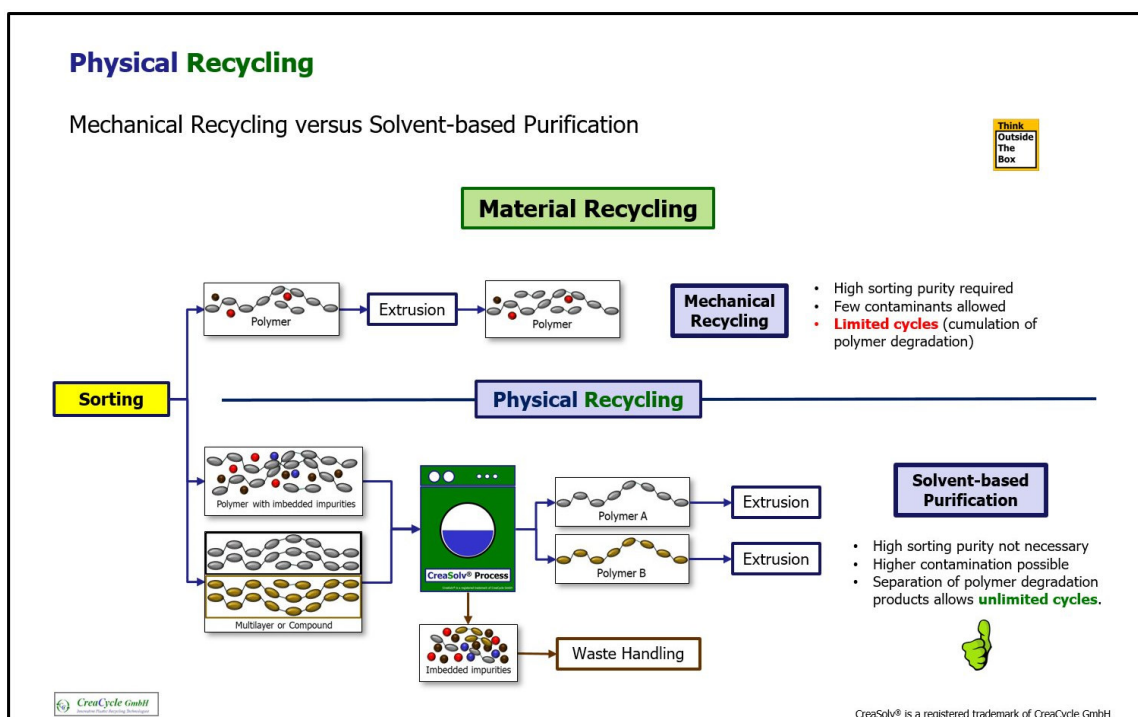 Physical Recycling
Mechanical Recycling versus Solvent-based Purification
Think
Outside
The
Box
Material Recycling
Polymer
Extrusion
Polymer
Mechanical
Recycling
• High sorting purity required
• Few contaminants allowed
• Limited cycles (cumulation of
polymer degradation)
Sorting
Physical Recycling
Polymer with imbedded impurities
Multilayer or Compound
CreaSolv® Process
Polymer A
Extrusion
Polymer B
Extrusion
Solvent-based
Purification
• High sorting purity not necessary
• Higher contamination possible
• Separation of polymer degradation
products allows unlimited cycles.
Imbedded impurities
Waste Handling
CreaCycle GmbH
CreaSolv® is a registered trademark of CreaCycle GmbH